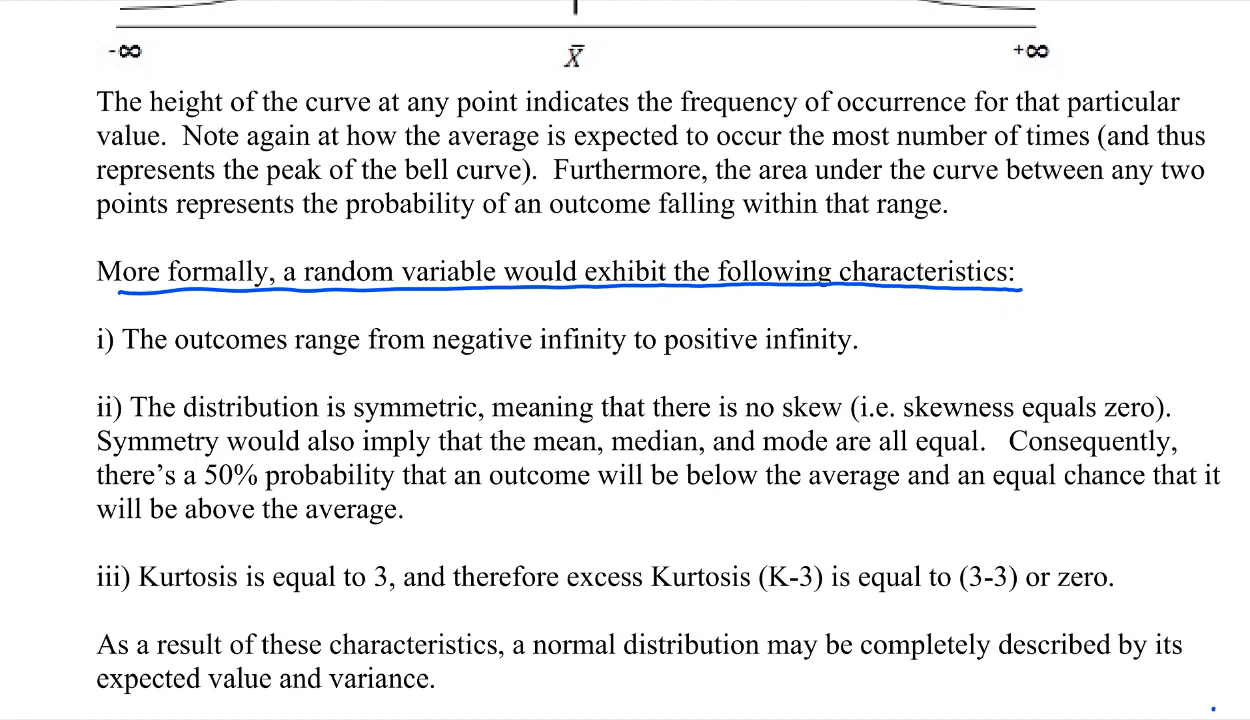 -∞ X̄ +∞
The height of the curve at any point indicates the frequency of occurrence for that particular
value. Note again at how the average is expected to occur the most number of times (and thus
represents the peak of the bell curve). Furthermore, the area under the curve between any two
points represents the probability of an outcome falling within that range.
More formally, a random variable would exhibit the following characteristics:
i) The outcomes range from negative infinity to positive infinity.
ii) The distribution is symmetric, meaning that there is no skew (i.e. skewness equals zero).
Symmetry would also imply that the mean, median, and mode are all equal. Consequently,
there’s a 50% probability that an outcome will be below the average and an equal chance that it
will be above the average.
iii) Kurtosis is equal to 3, and therefore excess Kurtosis (K-3) is equal to (3-3) or zero.
As a result of these characteristics, a normal distribution may be completely described by its
expected value and variance.